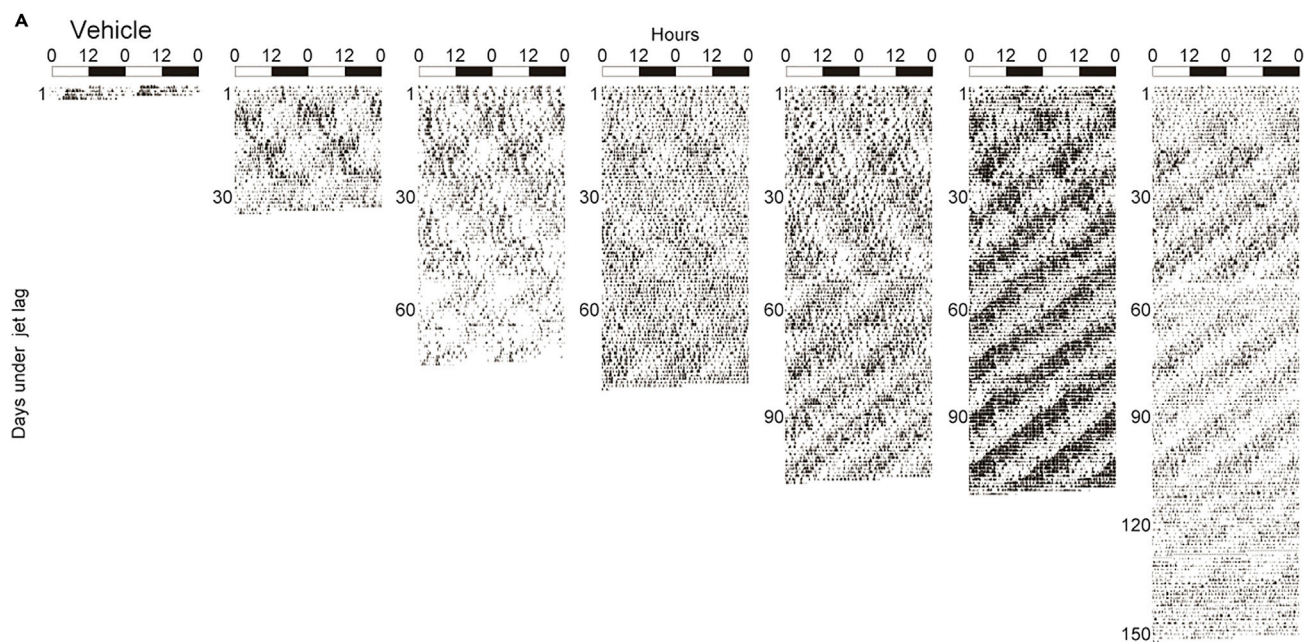 A
Vehicle
Hours
0 12 0 12 0
0 12 0 12 0
0 12 0 12 0
0 12 0 12 0
0 12 0 12 0
0 12 0 12 0
0 12 0 12 0
1 1 1 1 1 1 1
30 30 30 30 30 30
60 60 60 60 60
90 90 90
120
150
Days under jet lag